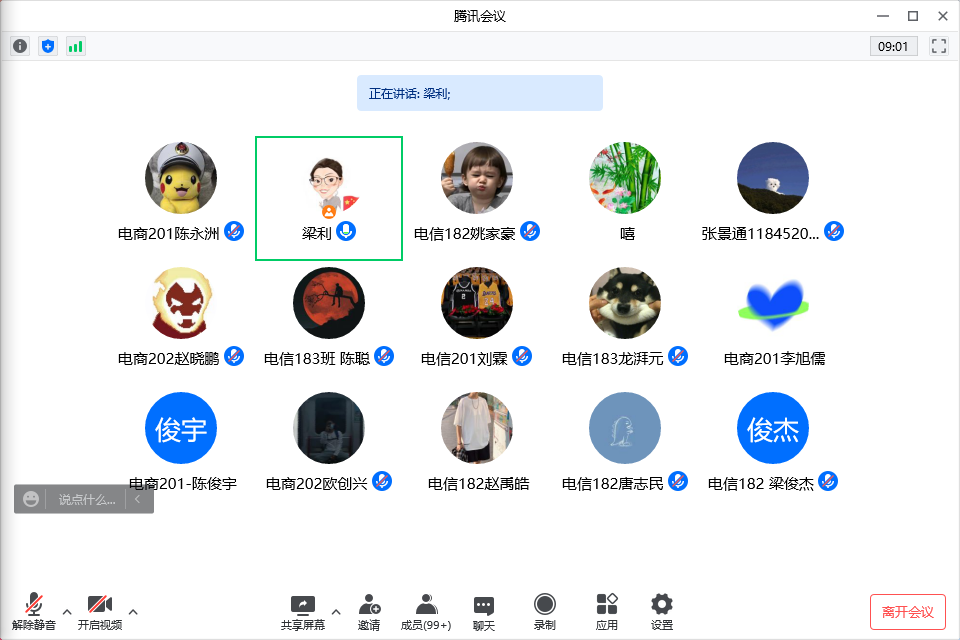 腾讯会议
09:01
正在讲话: 梁利;
电商201陈永洲
梁利
电信182姚家豪
嘻
张景通1184520...
电商202赵晓鹏
电信183班 陈聪
电信201刘霖
电信183龙湃元
电商201李旭儒
俊宇
俊杰
电商201-陈俊宇
电商202欧创兴
电信182赵禹皓
电信182唐志民
电信182 梁俊杰
说点什么...
解除静音
开启视频
共享屏幕
邀请
成员(99+)
聊天
录制
应用
设置
离开会议